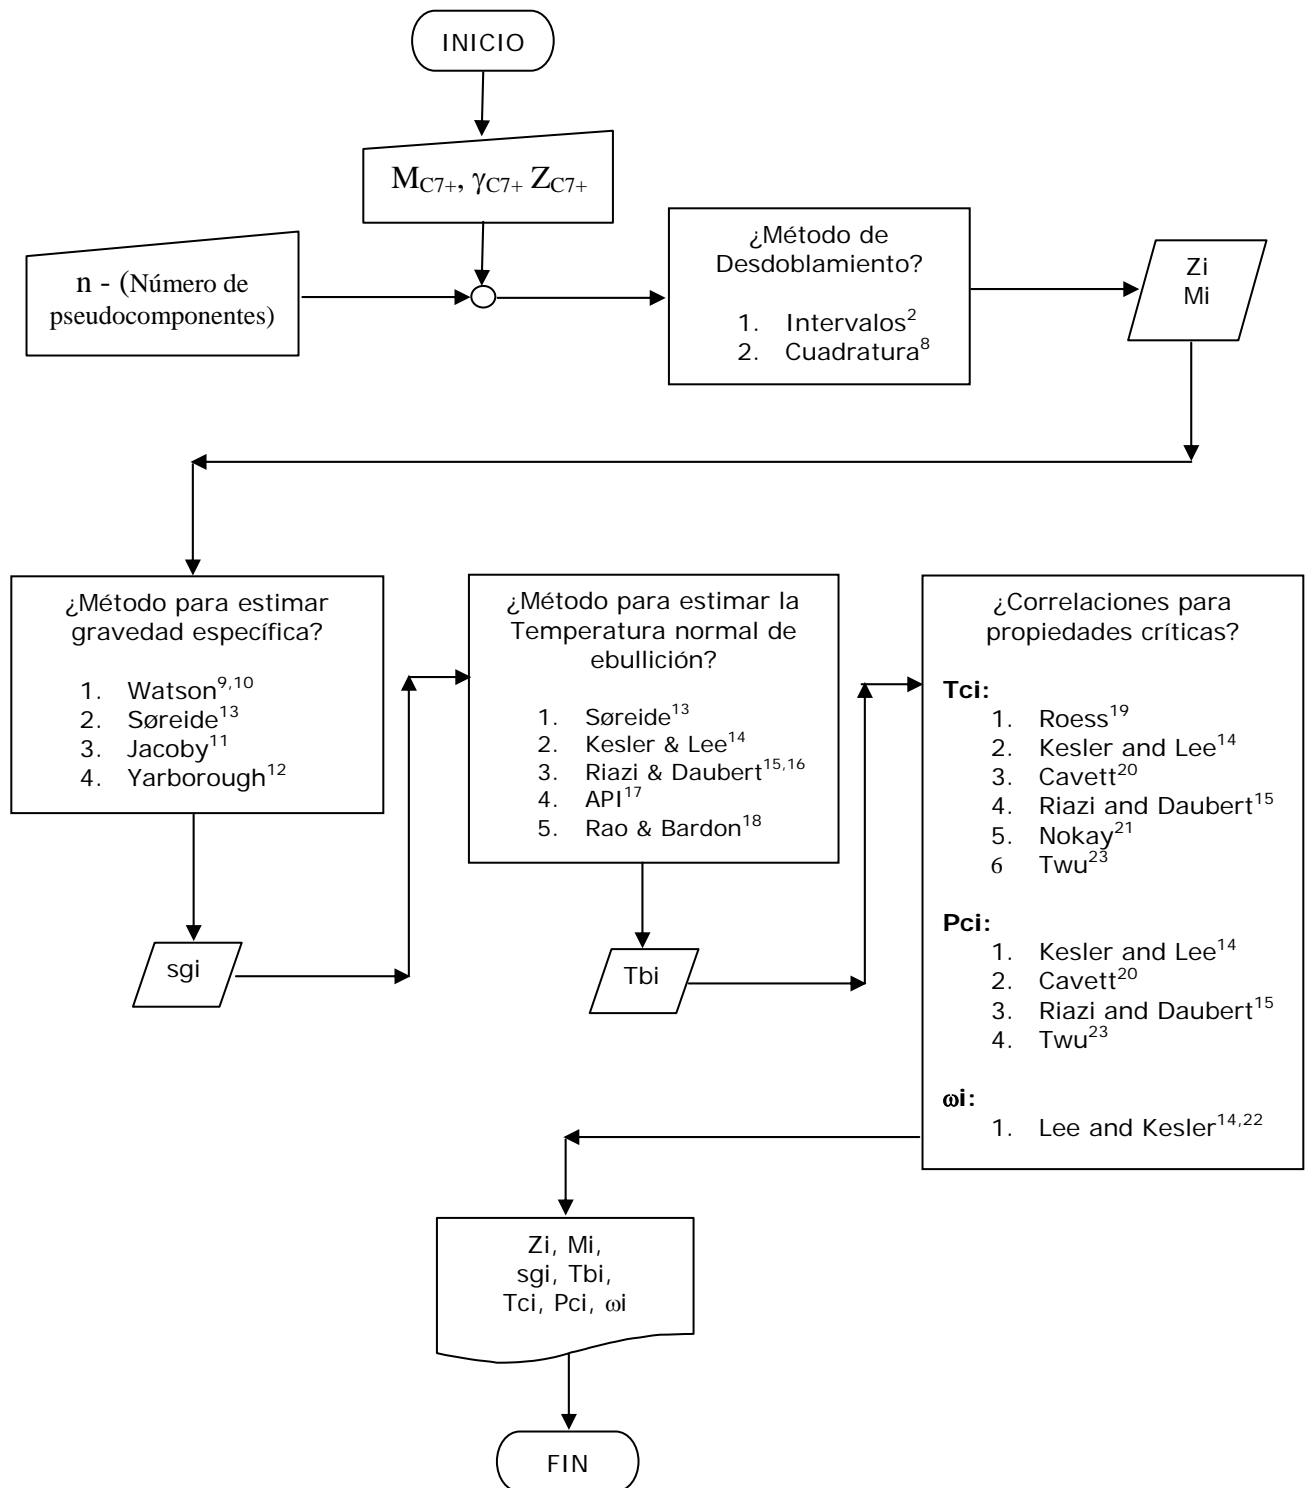 INICIO
M_C7+, γ_C7+ Z_C7+
n - (Número de
pseudocomponentes)
¿Método de
Desdoblamiento?
1. Intervalos²
2. Cuadratura⁸
Zi
Mi
¿Método para estimar
gravedad específica?
1. Watson⁹,¹⁰
2. Søreide¹³
3. Jacoby¹¹
4. Yarborough¹²
sgi
¿Método para estimar la
Temperatura normal de
ebullición?
1. Søreide¹³
2. Kesler & Lee¹⁴
3. Riazi & Daubert¹⁵,¹⁶
4. API¹⁷
5. Rao & Bardon¹⁸
Tbi
¿Correlaciones para
propiedades críticas?
Tci:
1. Roess¹⁹
2. Kesler and Lee¹⁴
3. Cavett²⁰
4. Riazi and Daubert¹⁵
5. Nokay²¹
6 Twu²³
Pci:
1. Kesler and Lee¹⁴
2. Cavett²⁰
3. Riazi and Daubert¹⁵
4. Twu²³
ωi:
1. Lee and Kesler¹⁴,²²
Zi, Mi,
sgi, Tbi,
Tci, Pci, ωi
FIN